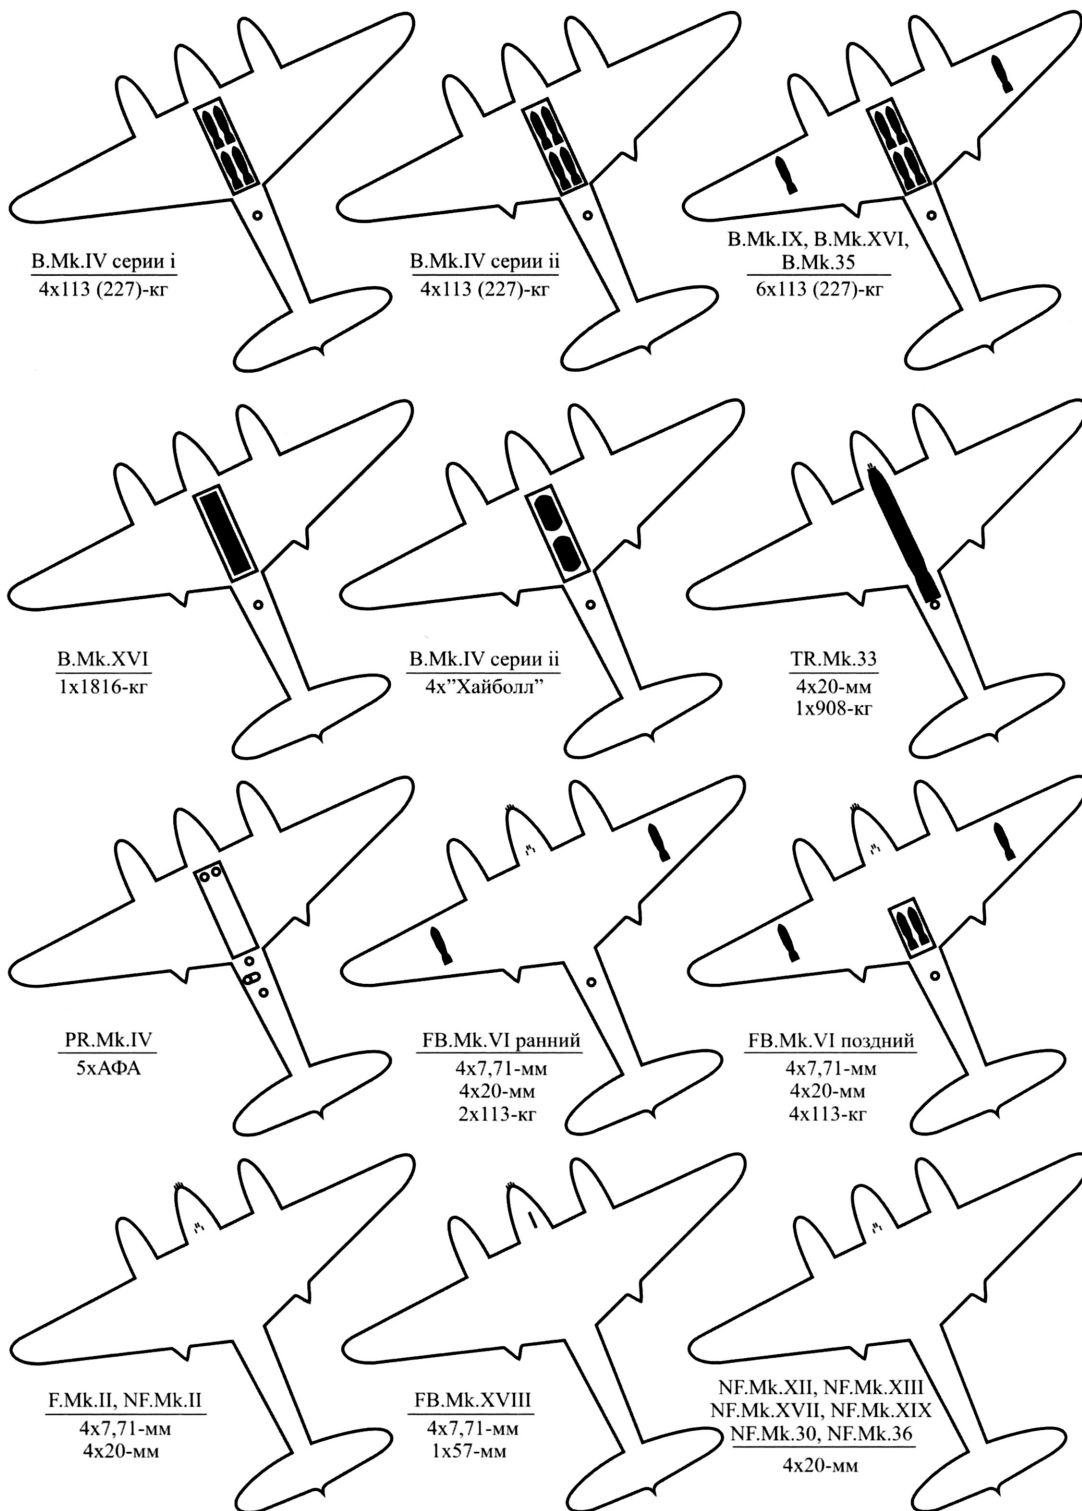 B.Mk.IV серии i
4x113 (227)-кг
B.Mk.IV серии ii
4x113 (227)-кг
B.Mk.IX, B.Mk.XVI,
B.Mk.35
6x113 (227)-кг
B.Mk.XVI
1x1816-кг
B.Mk.IV серии ii
4x”Хайболл”
TR.Mk.33
4x20-мм
1x908-кг
PR.Mk.IV
5xАФА
FB.Mk.VI ранний
4x7,71-мм
4x20-мм
2x113-кг
FB.Mk.VI поздний
4x7,71-мм
4x20-мм
4x113-кг
F.Mk.II, NF.Mk.II
4x7,71-мм
4x20-мм
FB.Mk.XVIII
4x7,71-мм
1x57-мм
NF.Mk.XII, NF.Mk.XIII
NF.Mk.XVII, NF.Mk.XIX
NF.Mk.30, NF.Mk.36
4x20-мм